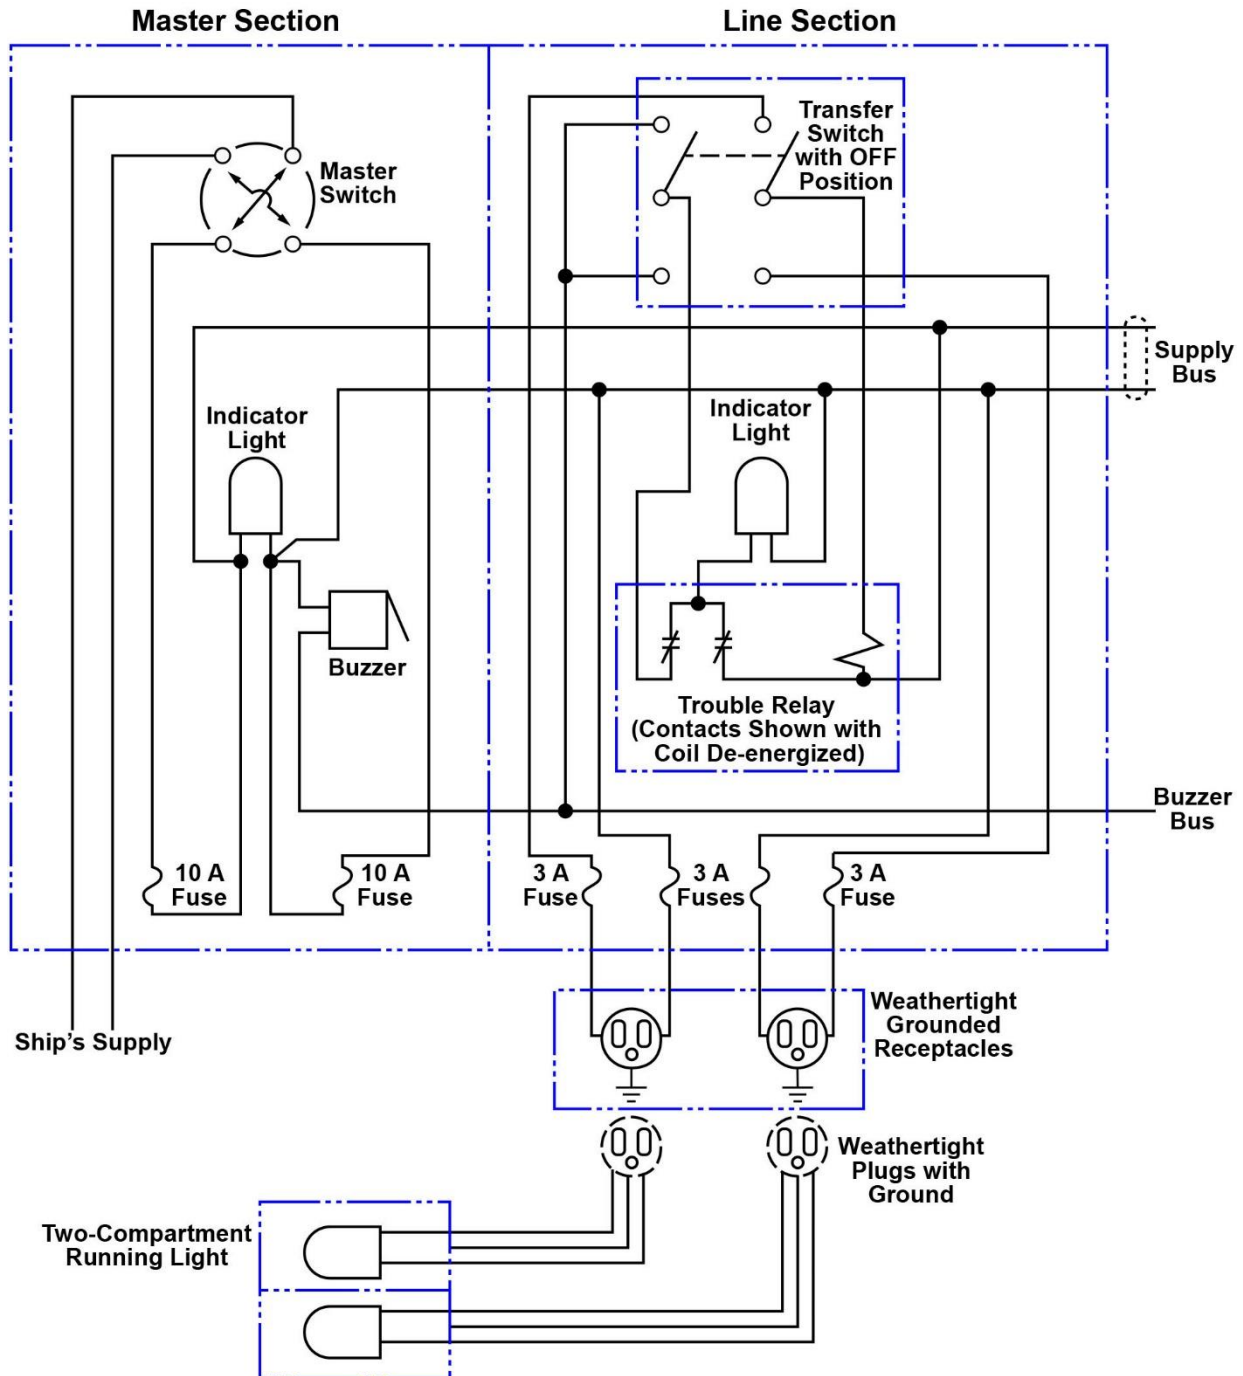 Master Section
Line Section
Transfer
Switch
with OFF
Position
Master
Switch
Supply
Bus
Indicator
Light
Indicator
Light
Buzzer
Trouble Relay
(Contacts Shown with
Coil De-energized)
Buzzer
Bus
10 A
Fuse
10 A
Fuse
3 A
Fuse
3 A
Fuses
3 A
Fuse
Ship’s Supply
Weathertight
Grounded
Receptacles
Weathertight
Plugs with
Ground
Two-Compartment
Running Light